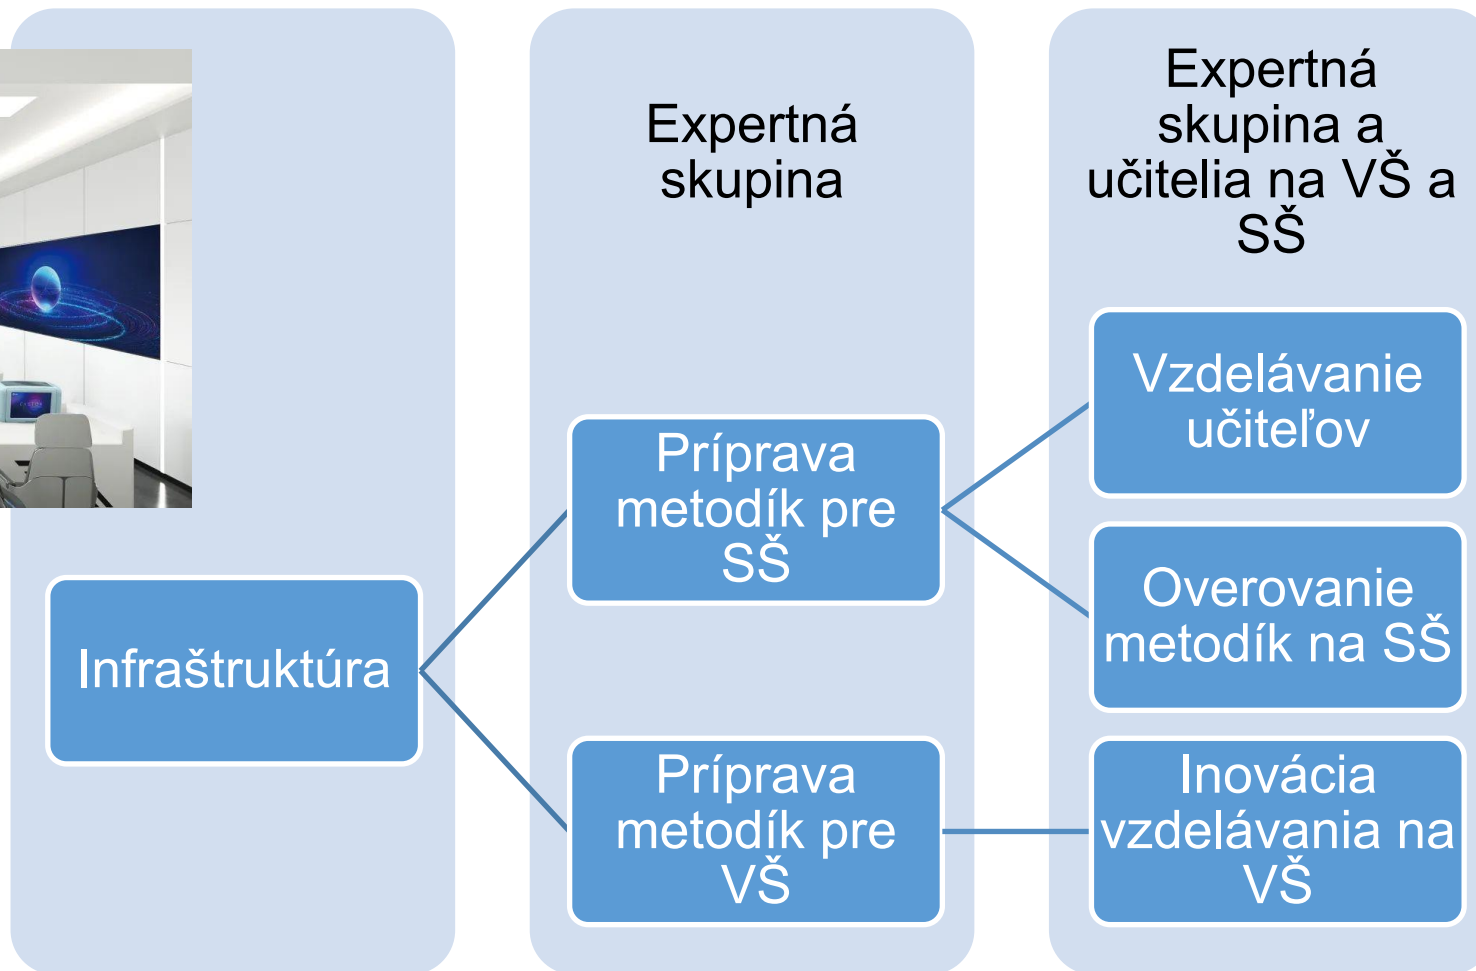 Expertná
skupina
Expertná
skupina a
učitelia na VŠ a
SŠ
Infraštruktúra
Príprava
metodík pre
SŠ
Príprava
metodík pre
VŠ
Vzdelávanie
učiteľov
Overovanie
metodík na SŠ
Inovácia
vzdelávania na
VŠ